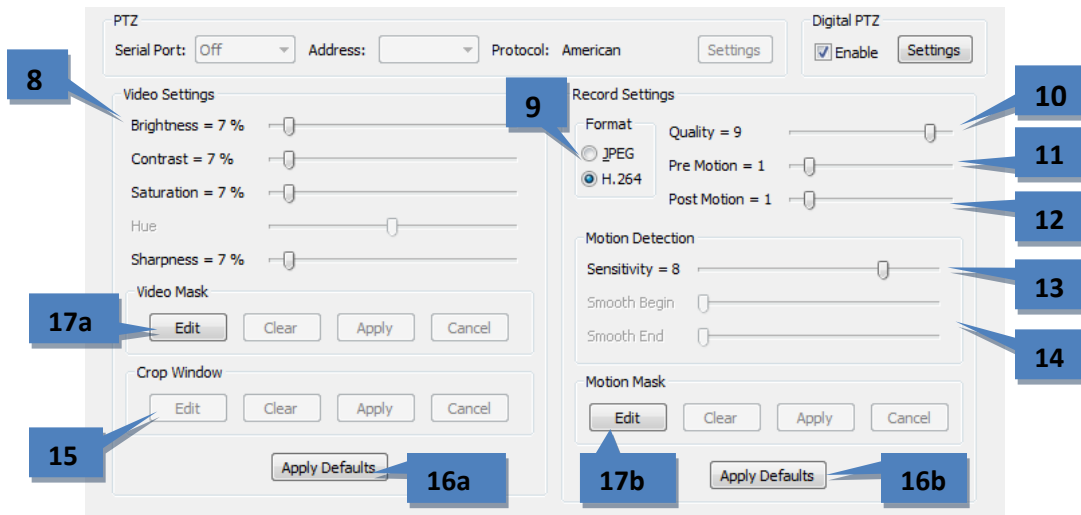 PTZ
Serial Port: Off Address: Protocol: American Settings
Digital PTZ
Enable Settings
8
Video Settings
Brightness = 7 %
Contrast = 7 %
Saturation = 7 %
Hue
Sharpness = 7 %
Video Mask
17a
Edit Clear Apply Cancel
Crop Window
Edit Clear Apply Cancel
15
Apply Defaults
16a
9
Record Settings
10
Format
JPEG
H.264
Quality = 9
Pre Motion = 1
11
Post Motion = 1
12
Motion Detection
Sensitivity = 8
13
Smooth Begin
Smooth End
14
Motion Mask
Edit Clear Apply Cancel
17b
Apply Defaults
16b